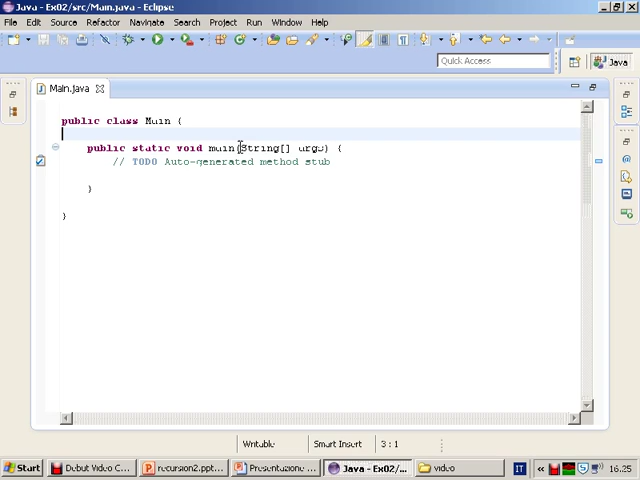 Java - Ex02/src/Main.java - Eclipse
File Edit Source Refactor Navigate Search Project Run Window Help
Quick Access
Java
Main.java
public class Main {
public static void main(String[] args) {
// TODO Auto-generated method stub
}
}
Writable Smart Insert 3 : 1
Start Debut Video C... recursion2.ppt... Presentazione ... Java - Ex02/... video IT 16.25